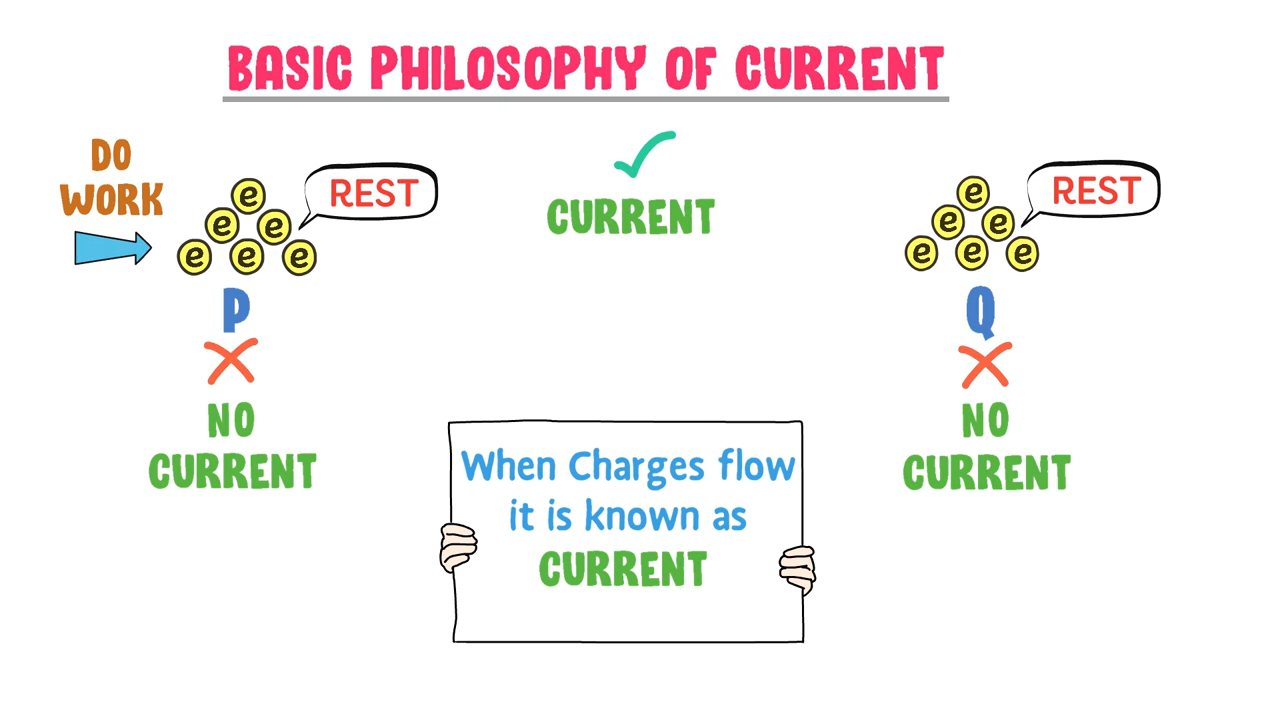 BASIC PHILOSOPHY OF CURRENT
DO
WORK
REST
e
e e
e e e
P
NO
CURRENT
CURRENT
REST
e
e e
e e e
Q
NO
CURRENT
When Charges flow
it is known as
CURRENT